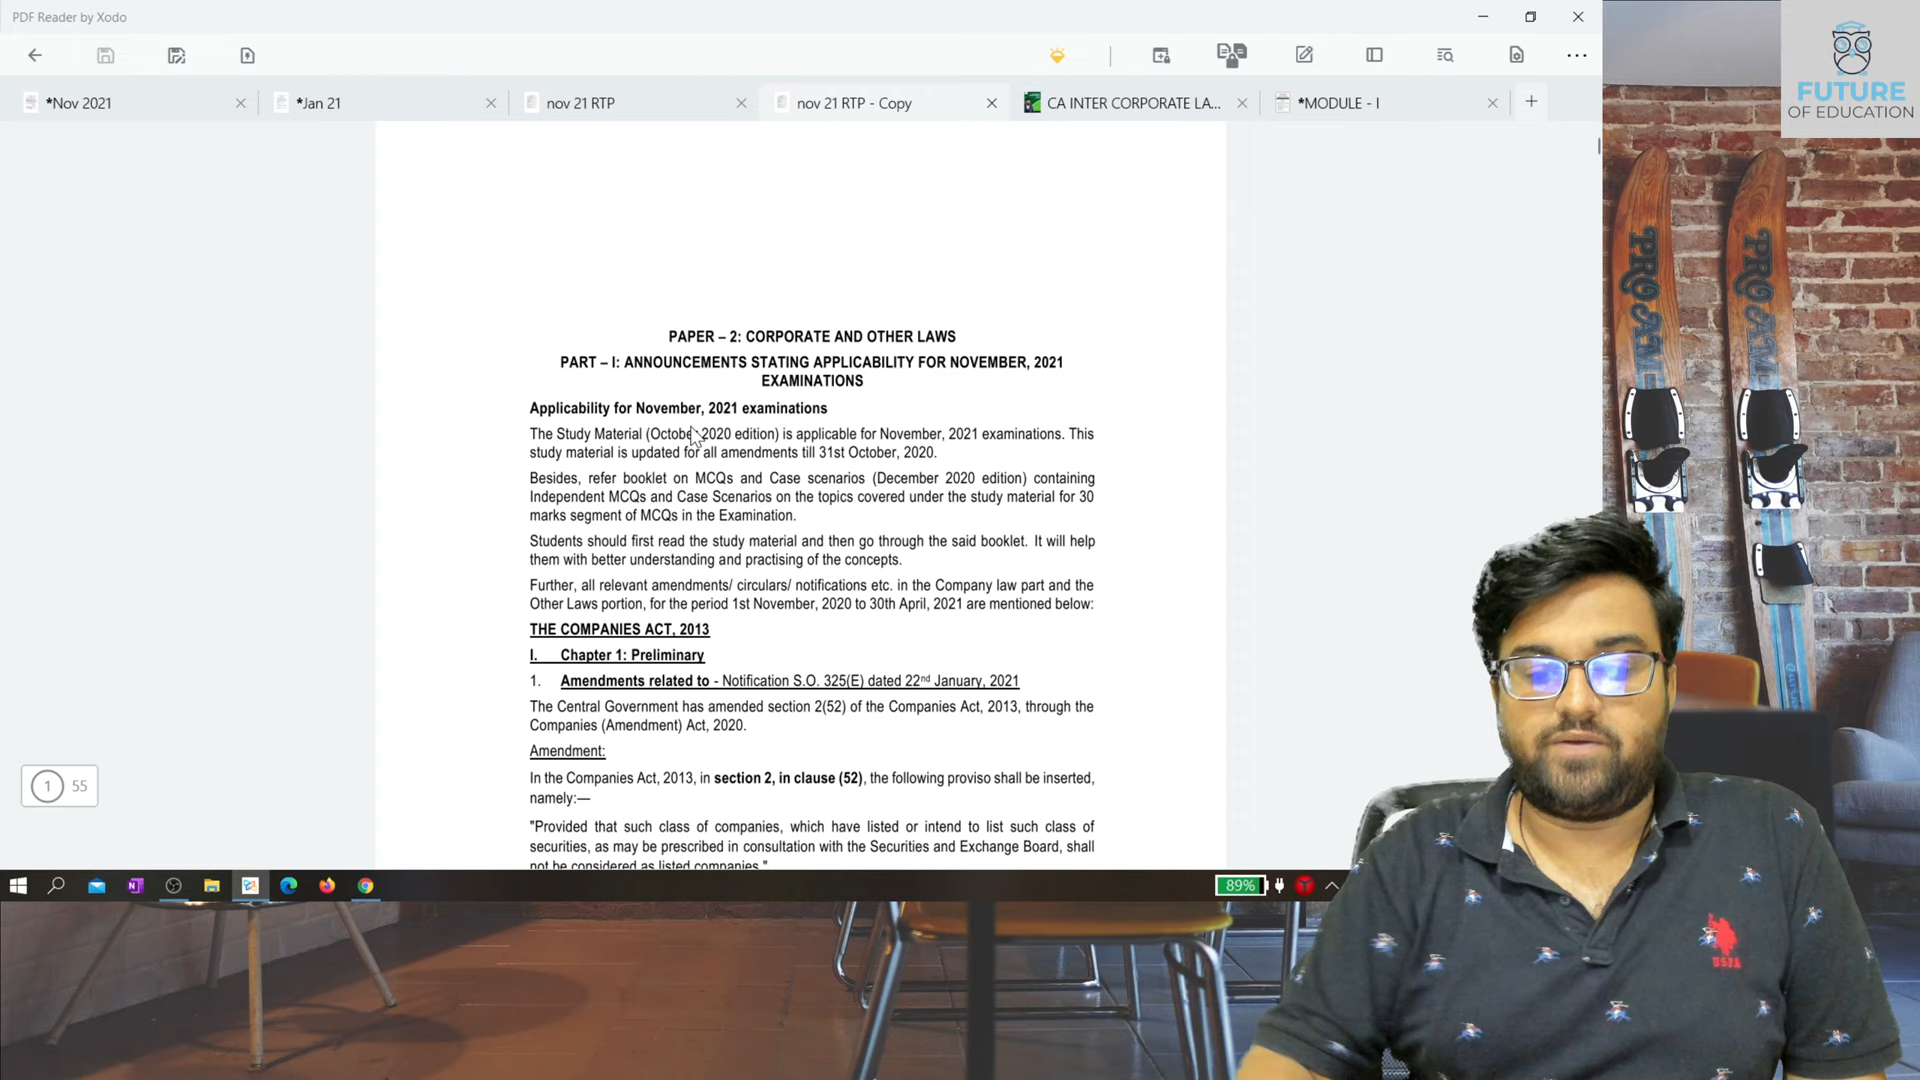 PDF Reader by Xodo
*Nov 2021
*Jan 21
nov 21 RTP
nov 21 RTP - Copy
CA INTER CORPORATE LA...
*MODULE - I
FUTURE
OF EDUCATION
PAPER – 2: CORPORATE AND OTHER LAWS
PART – I: ANNOUNCEMENTS STATING APPLICABILITY FOR NOVEMBER, 2021
EXAMINATIONS
Applicability for November, 2021 examinations
The Study Material (October 2020 edition) is applicable for November, 2021 examinations. This
study material is updated for all amendments till 31st October, 2020.
Besides, refer booklet on MCQs and Case scenarios (December 2020 edition) containing
Independent MCQs and Case Scenarios on the topics covered under the study material for 30
marks segment of MCQs in the Examination.
Students should first read the study material and then go through the said booklet. It will help
them with better understanding and practising of the concepts.
Further, all relevant amendments/ circulars/ notifications etc. in the Company law part and the
Other Laws portion, for the period 1st November, 2020 to 30th April, 2021 are mentioned below:
THE COMPANIES ACT, 2013
I. Chapter 1: Preliminary
1. Amendments related to - Notification S.O. 325(E) dated 22nd January, 2021
The Central Government has amended section 2(52) of the Companies Act, 2013, through the
Companies (Amendment) Act, 2020.
Amendment:
In the Companies Act, 2013, in section 2, in clause (52), the following proviso shall be inserted,
namely:—
"Provided that such class of companies, which have listed or intend to list such class of
securities, as may be prescribed in consultation with the Securities and Exchange Board, shall
not be considered as listed companies."
1 55
89%
PRO AM
PRO AM
USPA